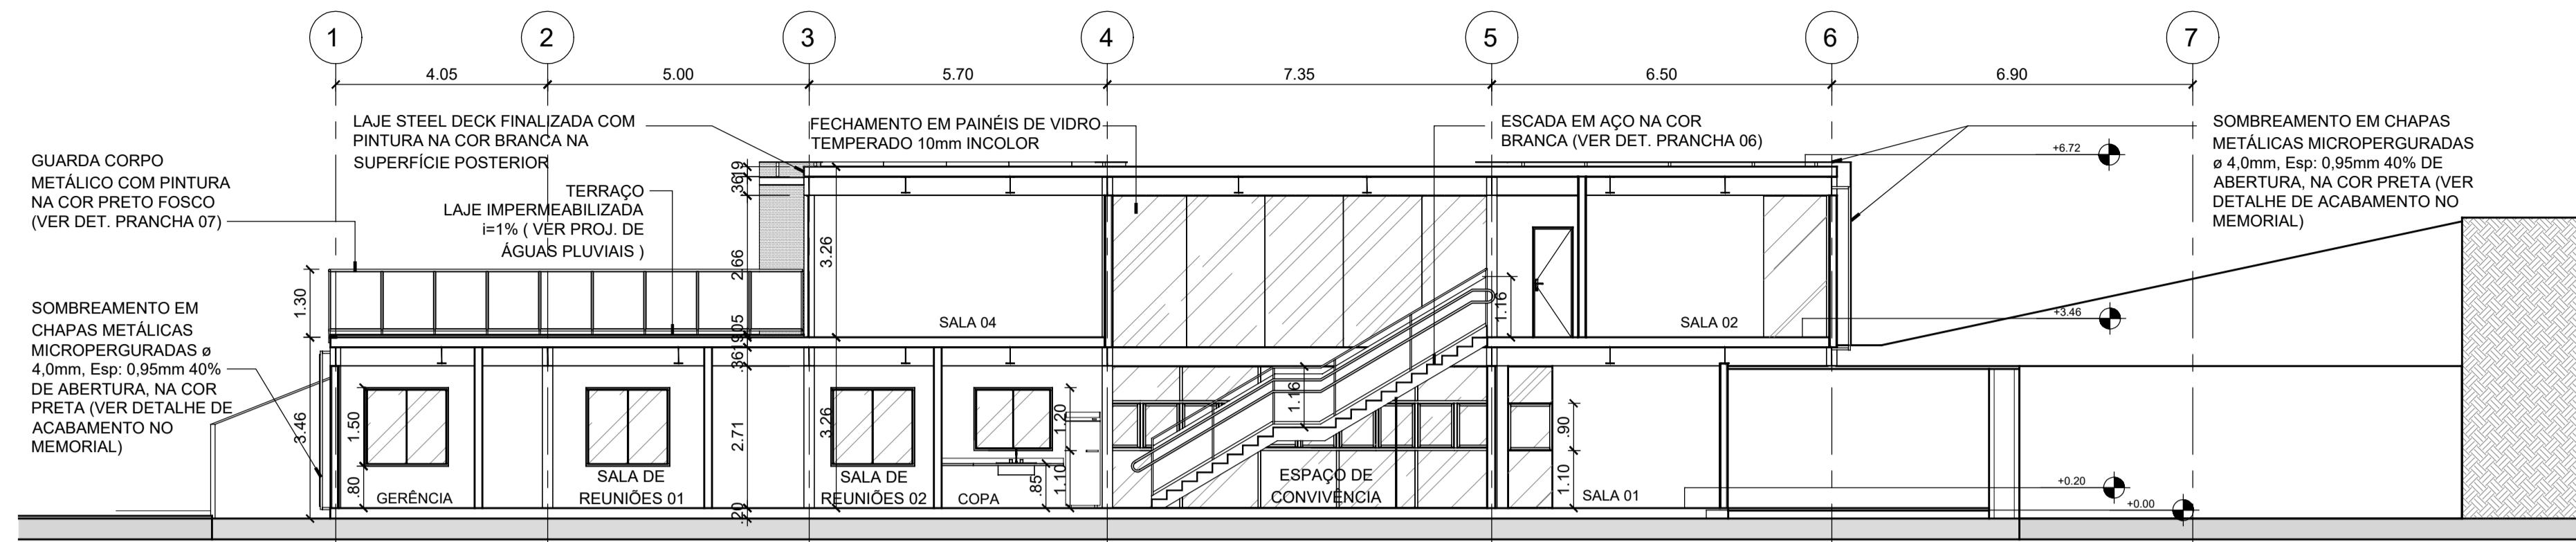 1
2
3
4
5
6
7
4.05
5.00
5.70
7.35
6.50
6.90
LAJE STEEL DECK FINALIZADA COM
PINTURA NA COR BRANCA NA
SUPERFÍCIE POSTERIOR
FECHAMENTO EM PAINÉIS DE VIDRO
TEMPERADO 10mm INCOLOR
ESCADA EM AÇO NA COR
BRANCA (VER DET. PRANCHA 06)
SOMBREAMENTO EM CHAPAS
METÁLICAS MICROPERGURADAS
ø 4,0mm, Esp: 0,95mm 40% DE
ABERTURA, NA COR PRETA (VER
DETALHE DE ACABAMENTO NO
MEMORIAL)
GUARDA CORPO
METÁLICO COM PINTURA
NA COR PRETO FOSCO
(VER DET. PRANCHA 07)
TERRAÇO
LAJE IMPERMEABILIZADA
i=1% ( VER PROJ. DE
ÁGUAS PLUVIAIS )
SOMBREAMENTO EM
CHAPAS METÁLICAS
MICROPERGURADAS ø
4,0mm, Esp: 0,95mm 40%
DE ABERTURA, NA COR
PRETA (VER DETALHE DE
ACABAMENTO NO
MEMORIAL)
+6.72
+3.46
+0.20
+0.00
.19
.36
2.66
3.26
.05
.19
.36
2.71
3.26
.20
1.30
3.46
1.50
.80
1.20
1.10
.85
1.16
1.16
.90
1.10
SALA 04
SALA 02
GERÊNCIA
SALA DE
REUNIÕES 01
SALA DE
REUNIÕES 02
COPA
ESPAÇO DE
CONVIVÊNCIA
SALA 01